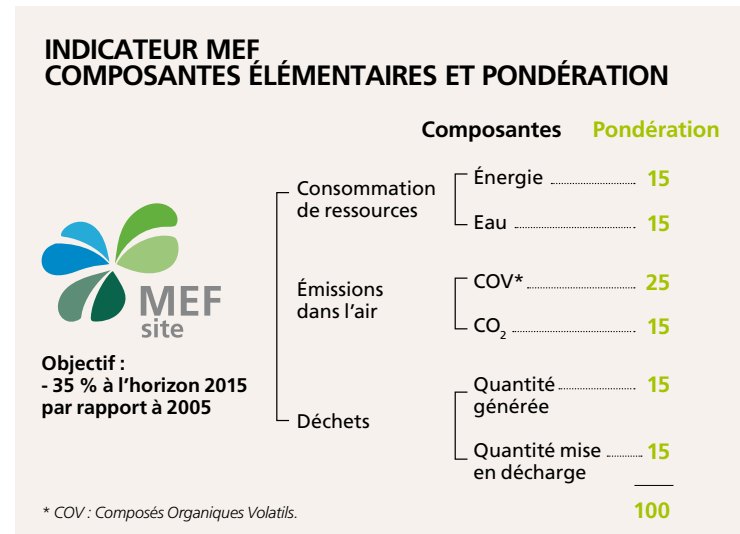 INDICATEUR MEF
COMPOSANTES ÉLÉMENTAIRES ET PONDÉRATION
Composantes Pondération
MEF
site
Objectif :
- 35 % à l'horizon 2015
par rapport à 2005
Consommation
de ressources
Énergie 15
Eau 15
Émissions
dans l'air
COV* 25
CO₂ 15
Déchets
Quantité 15
générée
Quantité mise 15
en décharge
100
* COV : Composés Organiques Volatils.